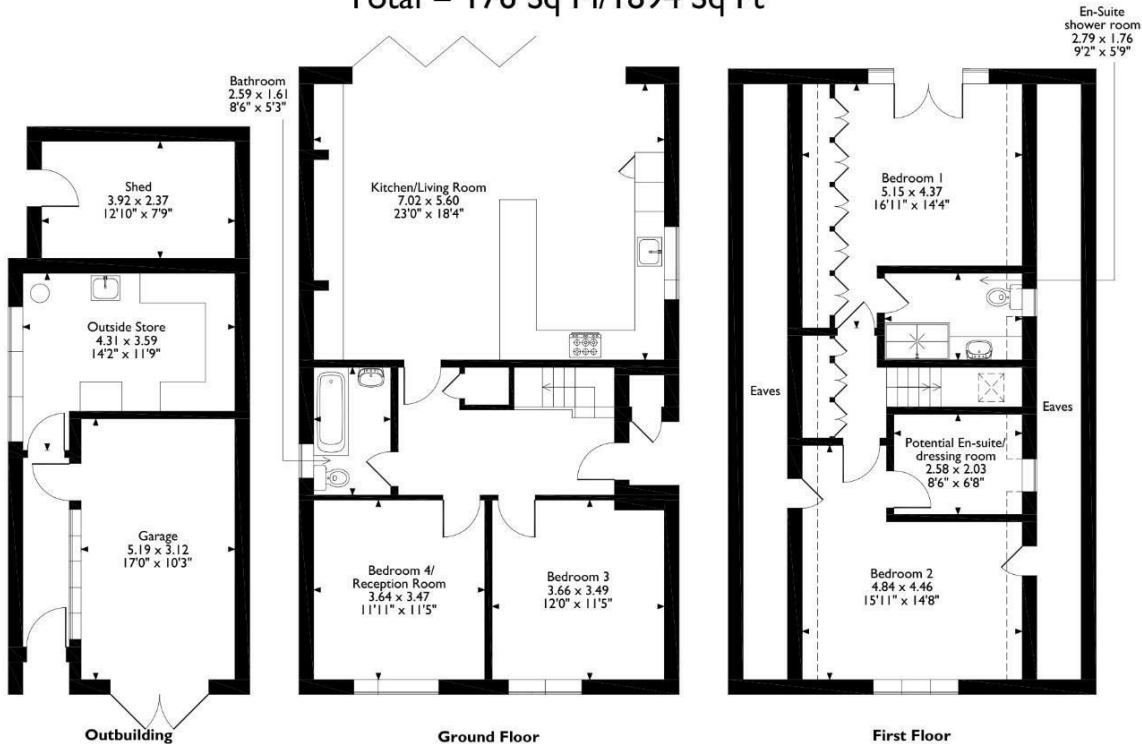 Total = 176 Sq M/1894 Sq Ft
En-Suite
shower room
2.79 x 1.76
9'2" x 5'9"
Bathroom
2.59 x 1.61
8'6" x 5'3"
Shed
3.92 x 2.37
12'10" x 7'9"
Kitchen/Living Room
7.02 x 5.60
23'0" x 18'4"
Bedroom 1
5.15 x 4.37
16'11" x 14'4"
Outside Store
4.31 x 3.59
14'2" x 11'9"
Eaves
Eaves
Potential En-suite/
dressing room
2.58 x 2.03
8'6" x 6'8"
Garage
5.19 x 3.12
17'0" x 10'3"
Bedroom 4/
Reception Room
3.64 x 3.47
11'11" x 11'5"
Bedroom 3
3.66 x 3.49
12'0" x 11'5"
Bedroom 2
4.84 x 4.46
15'11" x 14'8"
Outbuilding
Ground Floor
First Floor